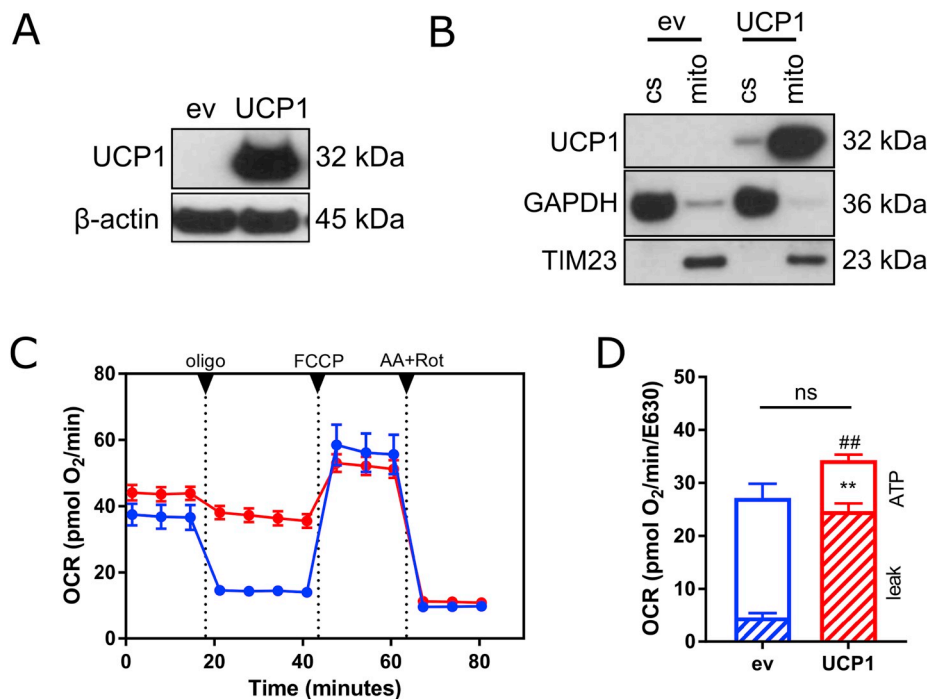 A
ev UCP1
UCP1 32 kDa
β-actin 45 kDa
B
ev UCP1
cs mito cs mito
UCP1 32 kDa
GAPDH 36 kDa
TIM23 23 kDa
C
oligo FCCP AA+Rot
OCR (pmol O₂/min)
80
60
40
20
0
0 20 40 60 80
Time (minutes)
D
OCR (pmol O₂/min/E630)
50
40
30
20
10
0
ns
##
**
ATP
leak
ev UCP1